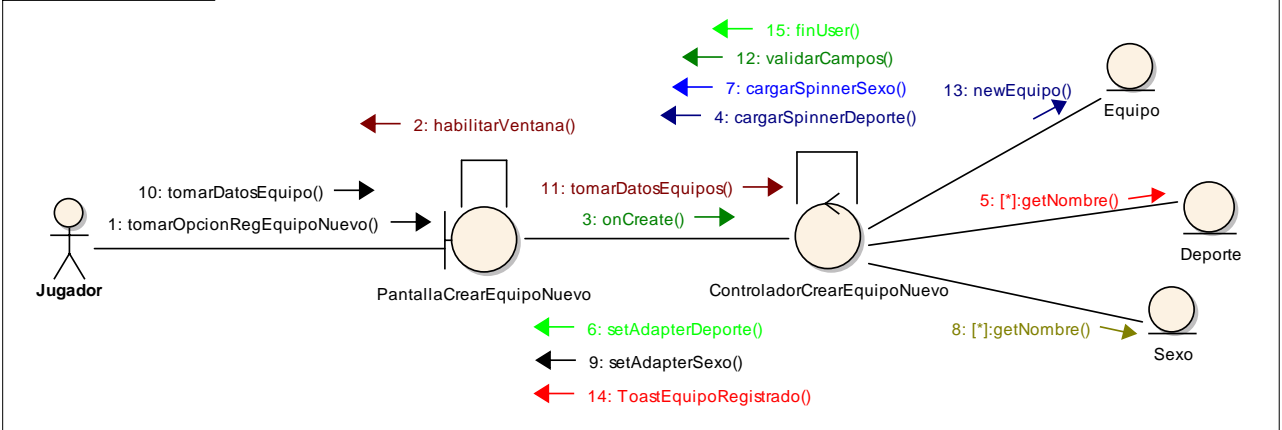 15: finUser()
12: validarCampos()
7: cargarSpinnerSexo()
13: newEquipo()
4: cargarSpinnerDeporte()
Equipo
2: habilitarVentana()
10: tomarDatosEquipo()
11: tomarDatosEquipos()
5: [*]:getNombre()
1: tomarOpcionRegEquipoNuevo()
3: onCreate()
Deporte
Jugador
PantallaCrearEquipoNuevo
ControladorCrearEquipoNuevo
6: setAdapterDeporte()
8: [*]:getNombre()
Sexo
9: setAdapterSexo()
14: ToastEquipoRegistrado()